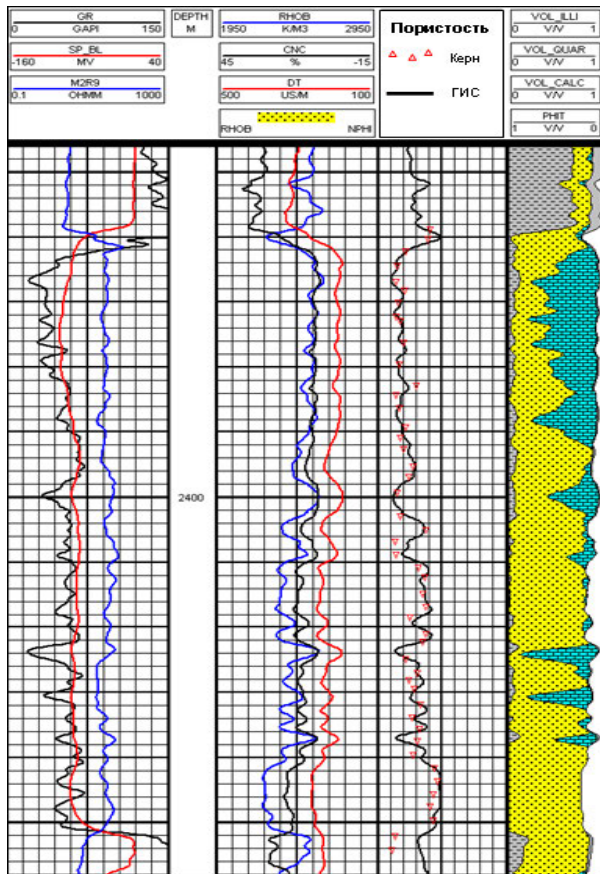 GR
0 GAPI 150
SP_BL
-160 MV 40
M2R9
0.1 OHMM 1000
DEPTH
M
RHOB
1950 K/M3 2950
CNC
45 % -15
DT
500 US/M 100
RHOB NPHI
Пористость
Керн
ГИС
VOL_ILLI
0 V/V 1
VOL_QUAR
0 V/V 1
VOL_CALC
0 V/V 1
PHIT
1 V/V 0
2400